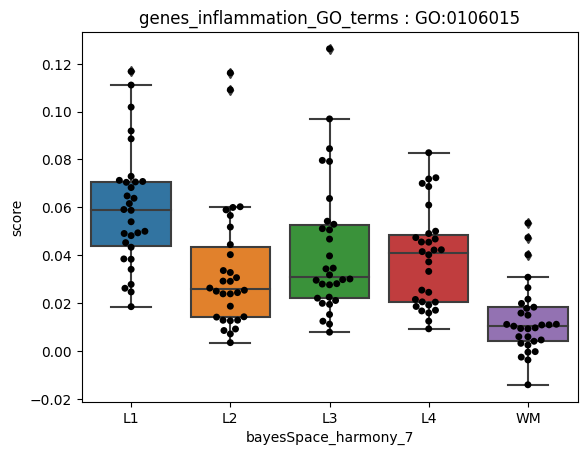 genes_inflammation_GO_terms : GO:0106015
0.12
0.10
0.08
0.06
0.04
0.02
0.00
−0.02
score
L1 L2 L3 L4 WM
bayesSpace_harmony_7